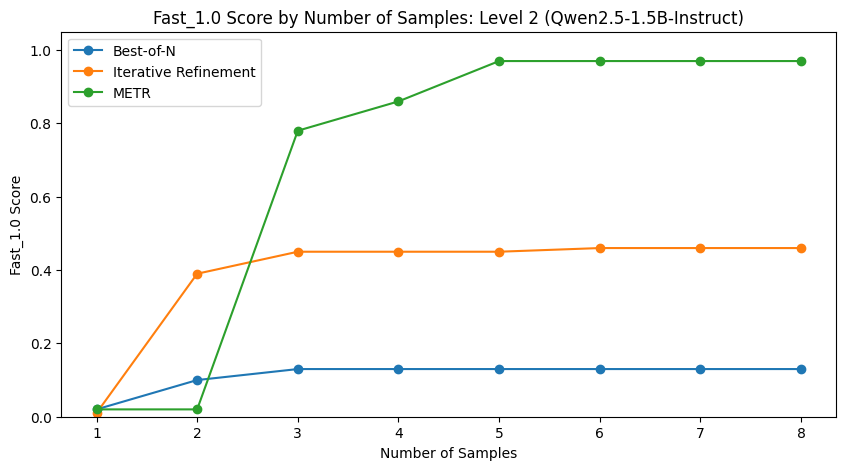 Fast_1.0 Score by Number of Samples: Level 2 (Qwen2.5-1.5B-Instruct)
Best-of-N
Iterative Refinement
METR
1.0
0.8
0.6
0.4
0.2
0.0
Fast_1.0 Score
1 2 3 4 5 6 7 8
Number of Samples